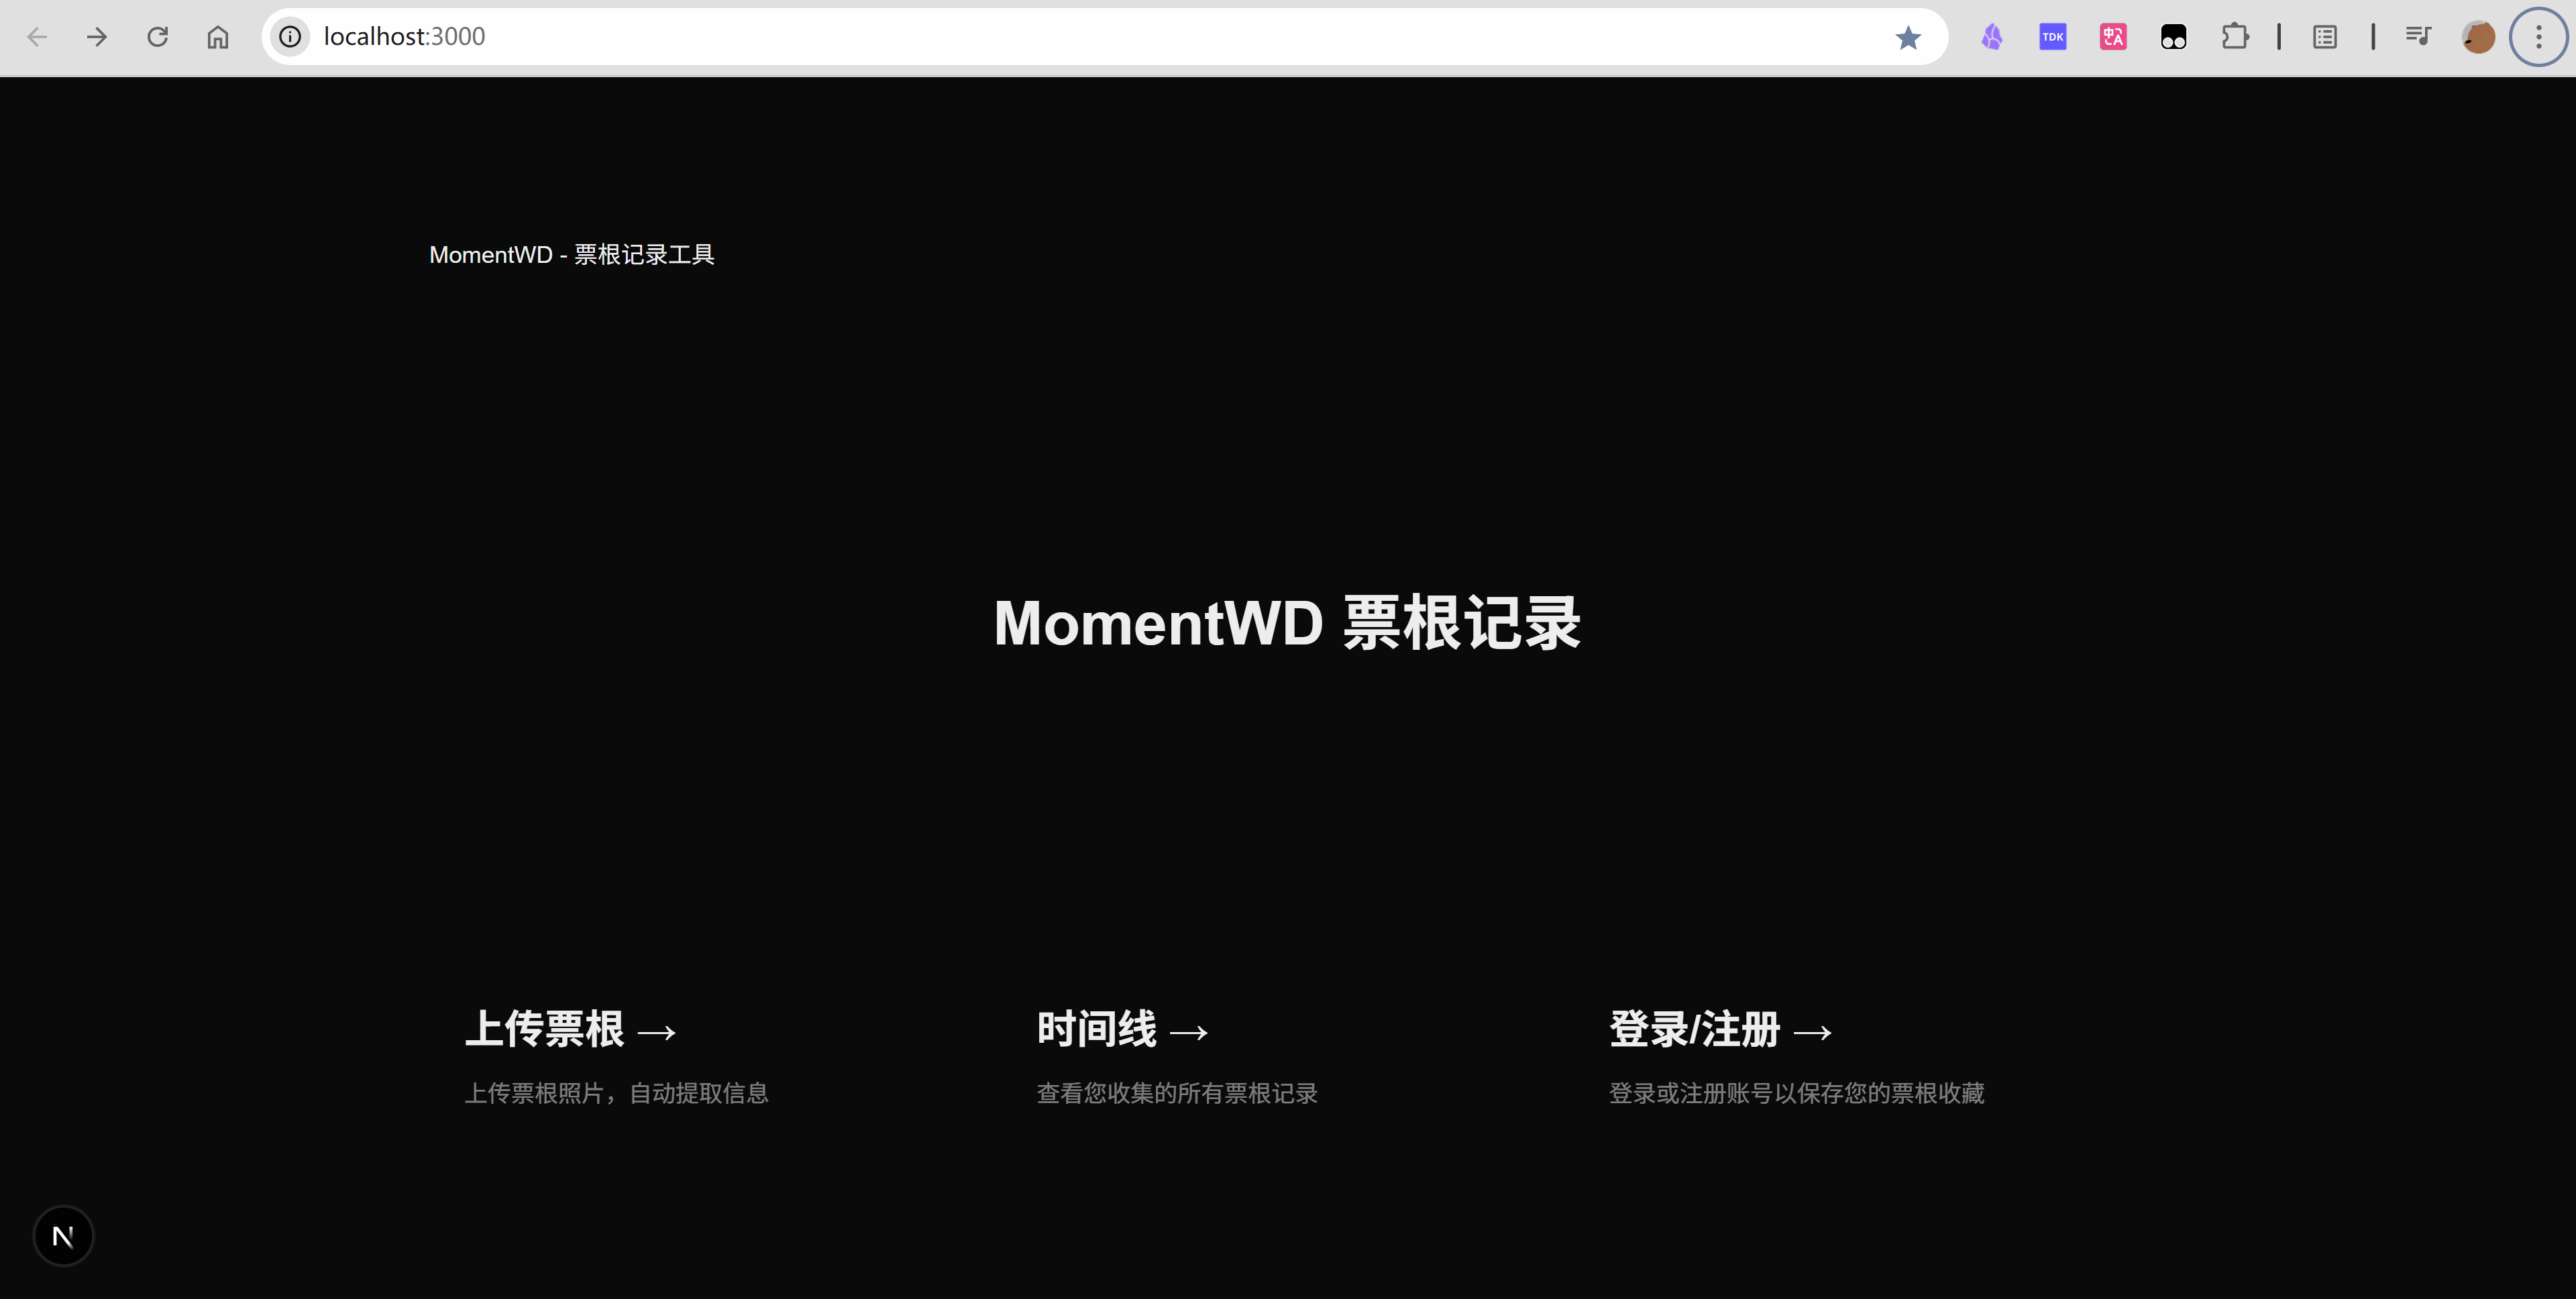 localhost:3000
TDK
中A
MomentWD - 票根记录工具
MomentWD 票根记录
上传票根 →
上传票根照片，自动提取信息
时间线 →
查看您收集的所有票根记录
登录/注册 →
登录或注册账号以保存您的票根收藏
N